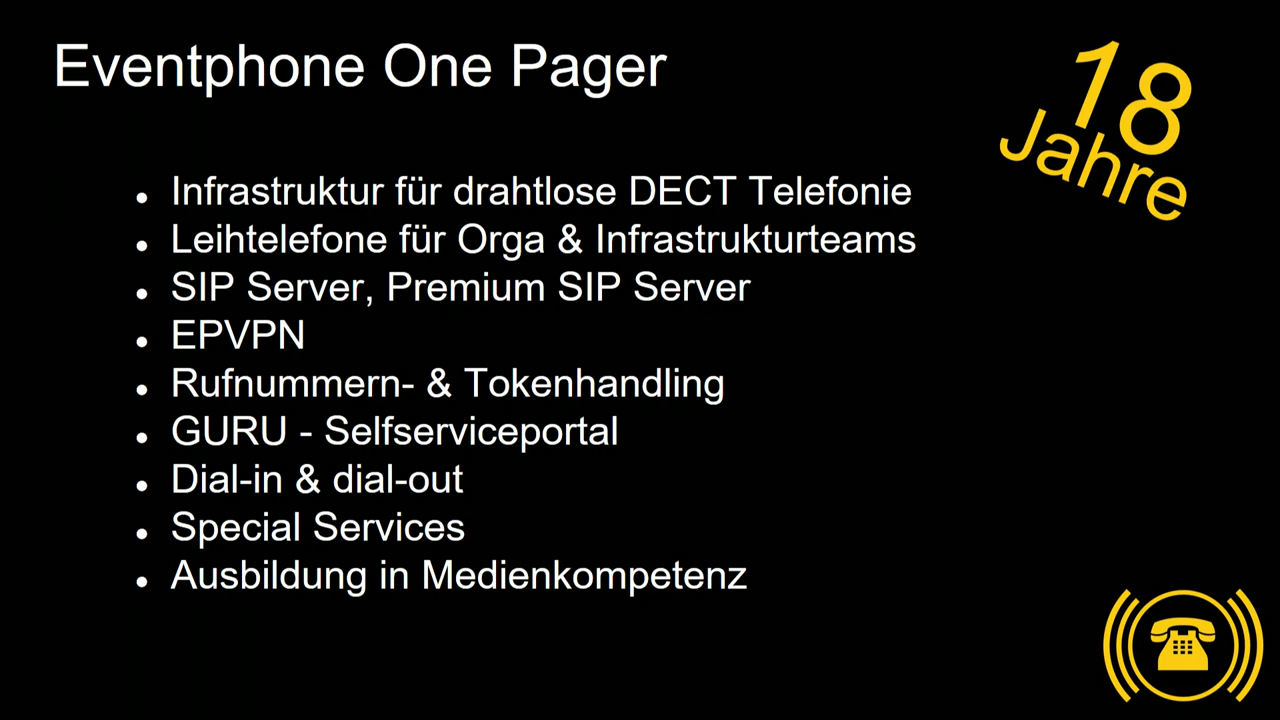 Eventphone One Pager
18
Jahre
Infrastruktur für drahtlose DECT Telefonie
Leihtelefone für Orga & Infrastrukturteams
SIP Server, Premium SIP Server
EPVPN
Rufnummern- & Tokenhandling
GURU - Selfserviceportal
Dial-in & dial-out
Special Services
Ausbildung in Medienkompetenz